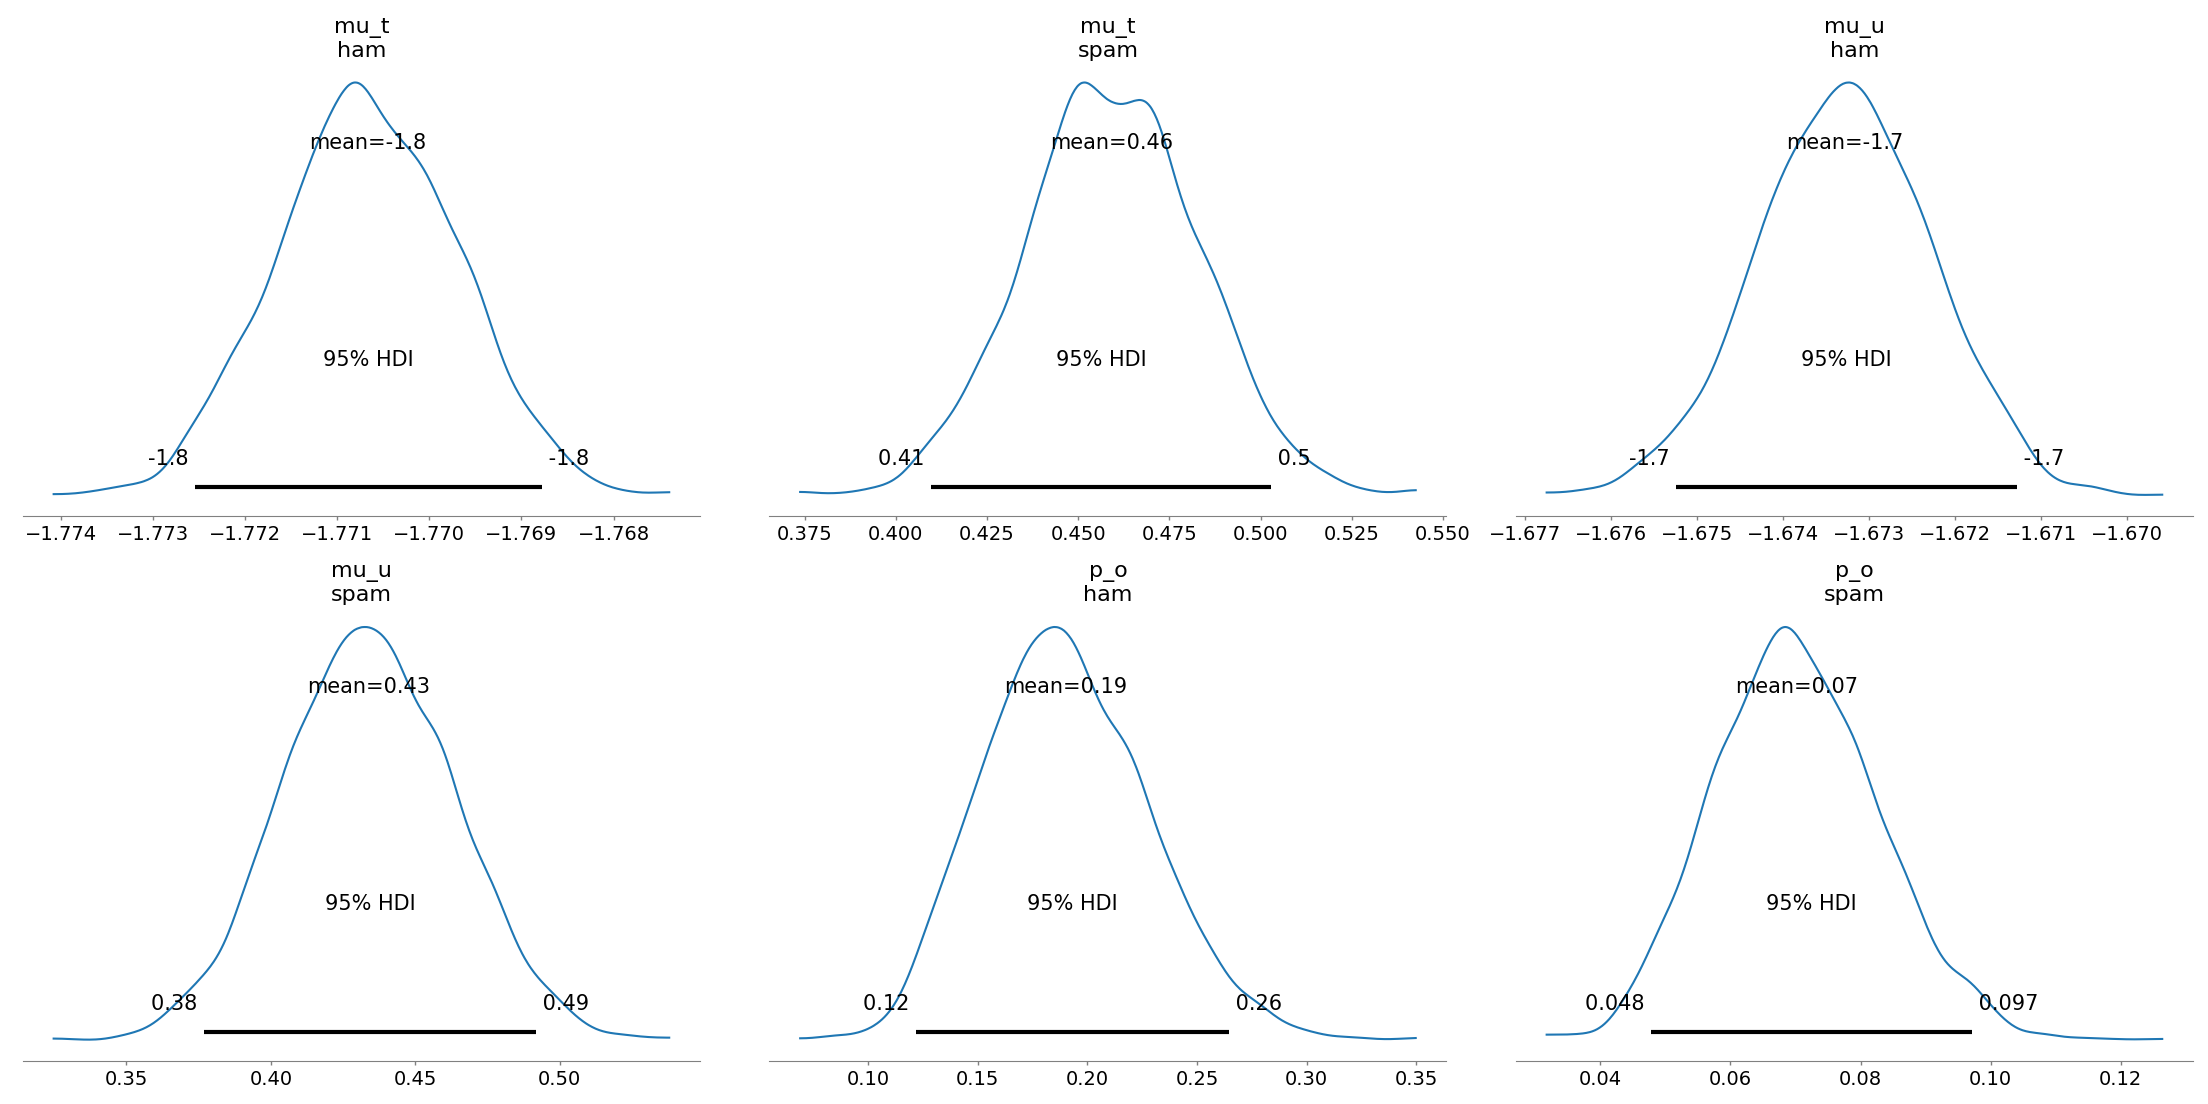 mu_t
ham
mean=-1.8
95% HDI
-1.8 -1.8
−1.774 −1.773 −1.772 −1.771 −1.770 −1.769 −1.768
mu_t
spam
mean=0.46
95% HDI
0.41 0.5
0.375 0.400 0.425 0.450 0.475 0.500 0.525 0.550
mu_u
ham
mean=-1.7
95% HDI
-1.7 -1.7
−1.677 −1.676 −1.675 −1.674 −1.673 −1.672 −1.671 −1.670
mu_u
spam
mean=0.43
95% HDI
0.38 0.49
0.35 0.40 0.45 0.50
p_o
ham
mean=0.19
95% HDI
0.12 0.26
0.10 0.15 0.20 0.25 0.30 0.35
p_o
spam
mean=0.07
95% HDI
0.048 0.097
0.04 0.06 0.08 0.10 0.12